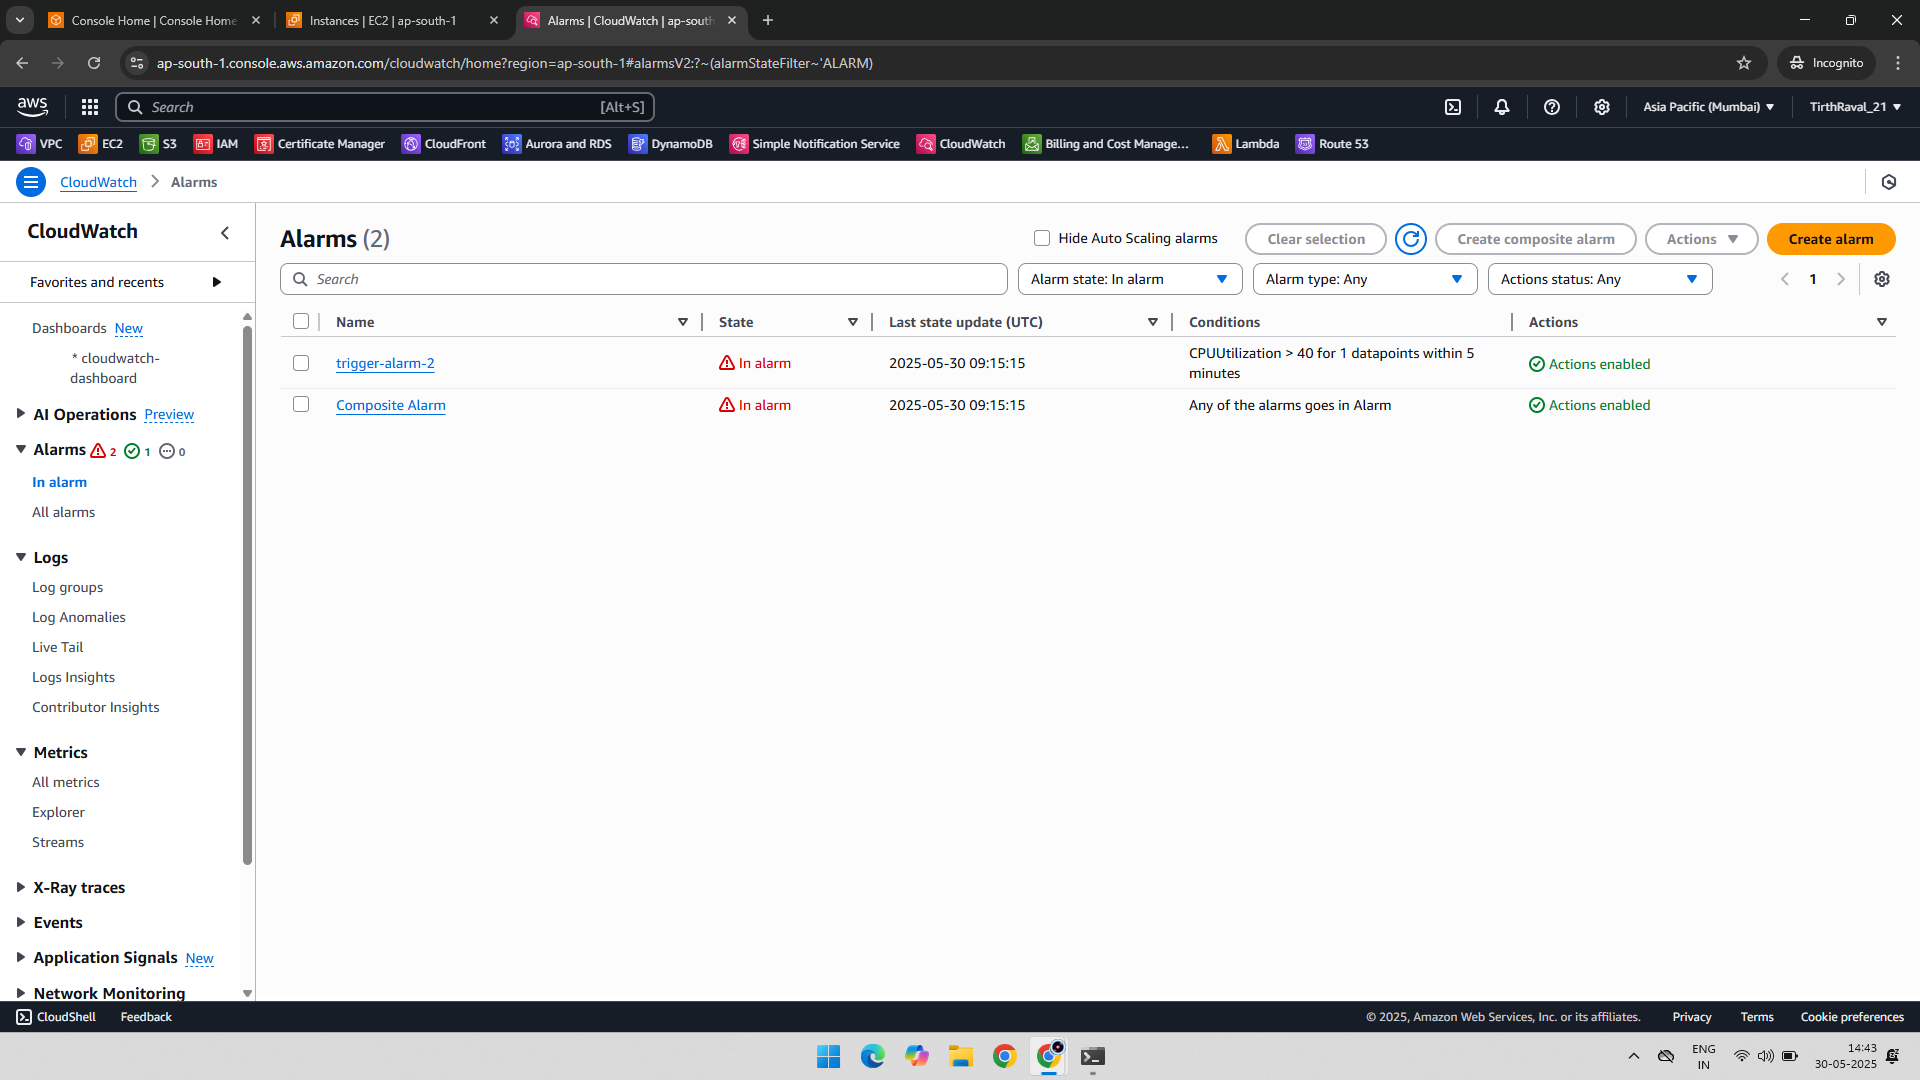 Console Home | Console Home
Instances | EC2 | ap-south-1
Alarms | CloudWatch | ap-south
ap-south-1.console.aws.amazon.com/cloudwatch/home?region=ap-south-1#alarmsV2:?~(alarmStateFilter~'ALARM)
Incognito
aws
Search
[Alt+S]
Asia Pacific (Mumbai)
TirthRaval_21
VPC
EC2
S3
IAM
Certificate Manager
CloudFront
Aurora and RDS
DynamoDB
Simple Notification Service
CloudWatch
Billing and Cost Manage...
Lambda
Route 53
CloudWatch
Alarms
CloudWatch
Favorites and recents
Dashboards New
* cloudwatch-
dashboard
AI Operations Preview
Alarms 2 1 0
In alarm
All alarms
Logs
Log groups
Log Anomalies
Live Tail
Logs Insights
Contributor Insights
Metrics
All metrics
Explorer
Streams
X-Ray traces
Events
Application Signals New
Network Monitoring
Alarms (2)
Hide Auto Scaling alarms
Clear selection
Create composite alarm
Actions
Create alarm
Search
Alarm state: In alarm
Alarm type: Any
Actions status: Any
1
Name
State
Last state update (UTC)
Conditions
Actions
trigger-alarm-2
In alarm
2025-05-30 09:15:15
CPUUtilization > 40 for 1 datapoints within 5
minutes
Actions enabled
Composite Alarm
In alarm
2025-05-30 09:15:15
Any of the alarms goes in Alarm
Actions enabled
CloudShell
Feedback
© 2025, Amazon Web Services, Inc. or its affiliates.
Privacy
Terms
Cookie preferences
ENG
IN
14:43
30-05-2025